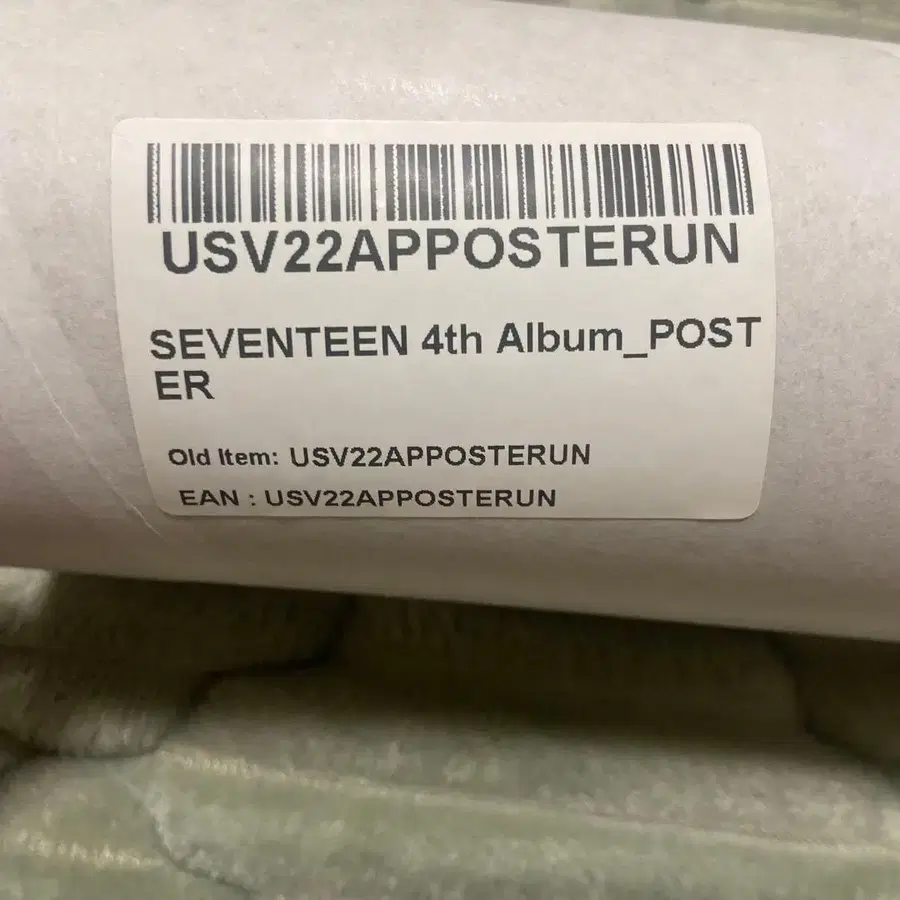 USV22APPOSTERUN
SEVENTEEN 4th Album_POST
ER
Old Item: USV22APPOSTERUN
EAN : USV22APPOSTERUN